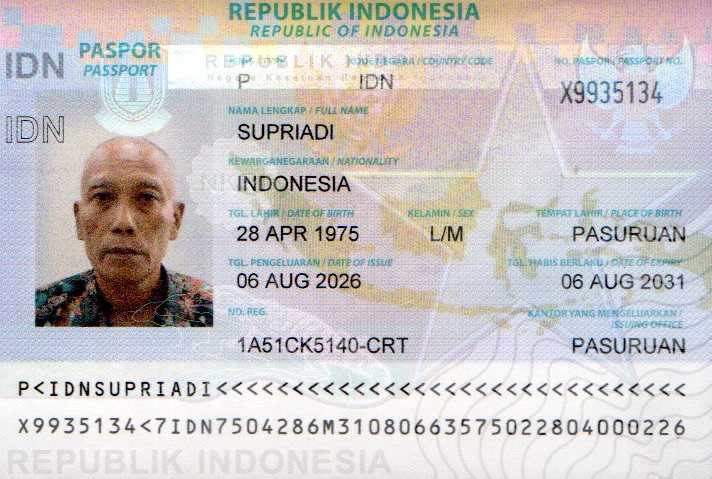 REPUBLIK INDONESIA
REPUBLIC OF INDONESIA
IDN PASPOR
PASSPORT
KODE NEGARA / COUNTRY CODE NO. PASPOR / PASSPORT NO.
P IDN X9935134
IDN
NAMA LENGKAP / FULL NAME
SUPRIADI
KEWARGANEGARAAN / NATIONALITY
INDONESIA
TGL. LAHIR / DATE OF BIRTH KELAMIN / SEX TEMPAT LAHIR / PLACE OF BIRTH
28 APR 1975 L/M PASURUAN
TGL. PENGELUARAN / DATE OF ISSUE TGL. HABIS BERLAKU / DATE OF EXPIRY
06 AUG 2026 06 AUG 2031
NO. REG. KANTOR YANG MENGELUARKAN /
ISSUING OFFICE
1A51CK5140-CRT PASURUAN
P<IDNSUPRIADI<<<<<<<<<<<<<<<<<<<<<<<<<<<<<<<
X9935134<7IDN7504286M31080663575022804000226
REPUBLIK INDONESIA